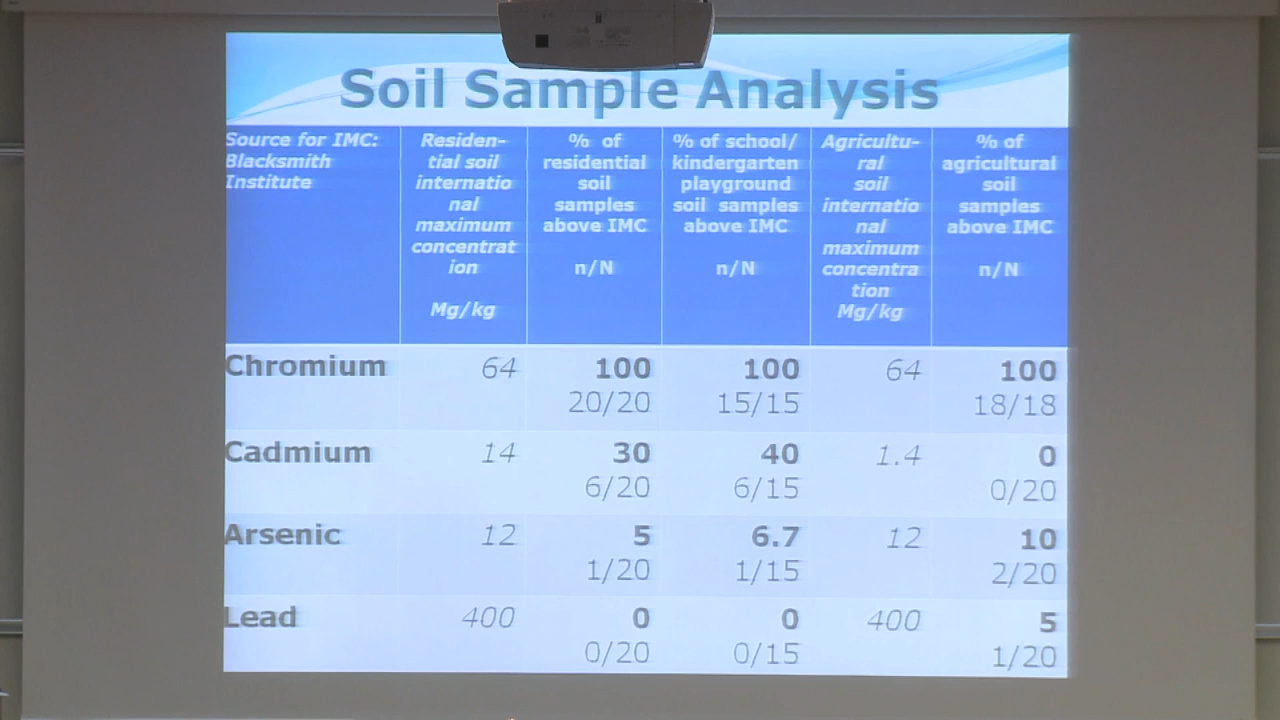 Soil Sample Analysis
Source for IMC:
Blacksmith
Institute
Residen-
tial soil
internatio
nal
maximum
concentrat
ion
Mg/kg
% of
residential
soil
samples
above IMC
n/N
% of school/
kindergarten
playground
soil samples
above IMC
n/N
Agricultu-
ral
soil
internatio
nal
maximum
concentra
tion
Mg/kg
% of
agricultural
soil
samples
above IMC
n/N
Chromium 64 100 100 64 100
20/20 15/15 18/18
Cadmium 14 30 40 1.4 0
6/20 6/15 0/20
Arsenic 12 5 6.7 12 10
1/20 1/15 2/20
Lead 400 0 0 400 5
0/20 0/15 1/20